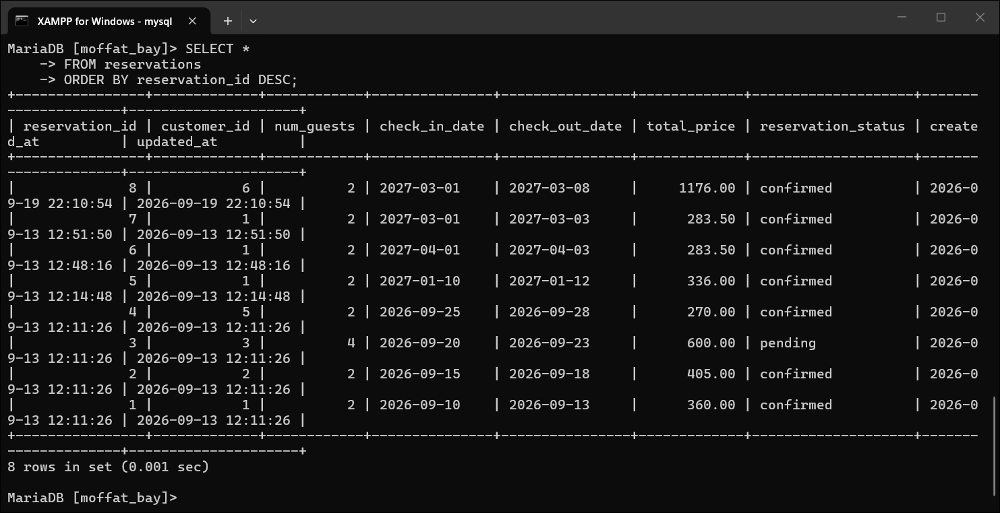 XAMPP for Windows - mysql
MariaDB [moffat_bay]> SELECT *
    -> FROM reservations
    -> ORDER BY reservation_id DESC;
+----------------+-------------+------------+---------------+----------------+-------------+--------------------+-------
--------------+---------------------+
| reservation_id | customer_id | num_guests | check_in_date | check_out_date | total_price | reservation_status | create
d_at          | updated_at          |
+----------------+-------------+------------+---------------+----------------+-------------+--------------------+-------
--------------+---------------------+
|              8 |           6 |          2 | 2027-03-01    | 2027-03-08     |     1176.00 | confirmed          | 2026-0
9-19 22:10:54 | 2026-09-19 22:10:54 |
|              7 |           1 |          2 | 2027-03-01    | 2027-03-03     |      283.50 | confirmed          | 2026-0
9-13 12:51:50 | 2026-09-13 12:51:50 |
|              6 |           1 |          2 | 2027-04-01    | 2027-04-03     |      283.50 | confirmed          | 2026-0
9-13 12:48:16 | 2026-09-13 12:48:16 |
|              5 |           1 |          2 | 2027-01-10    | 2027-01-12     |      336.00 | confirmed          | 2026-0
9-13 12:14:48 | 2026-09-13 12:14:48 |
|              4 |           5 |          2 | 2026-09-25    | 2026-09-28     |      270.00 | confirmed          | 2026-0
9-13 12:11:26 | 2026-09-13 12:11:26 |
|              3 |           3 |          4 | 2026-09-20    | 2026-09-23     |      600.00 | pending            | 2026-0
9-13 12:11:26 | 2026-09-13 12:11:26 |
|              2 |           2 |          2 | 2026-09-15    | 2026-09-18     |      405.00 | confirmed          | 2026-0
9-13 12:11:26 | 2026-09-13 12:11:26 |
|              1 |           1 |          2 | 2026-09-10    | 2026-09-13     |      360.00 | confirmed          | 2026-0
9-13 12:11:26 | 2026-09-13 12:11:26 |
+----------------+-------------+------------+---------------+----------------+-------------+--------------------+-------
--------------+---------------------+
8 rows in set (0.001 sec)
MariaDB [moffat_bay]>